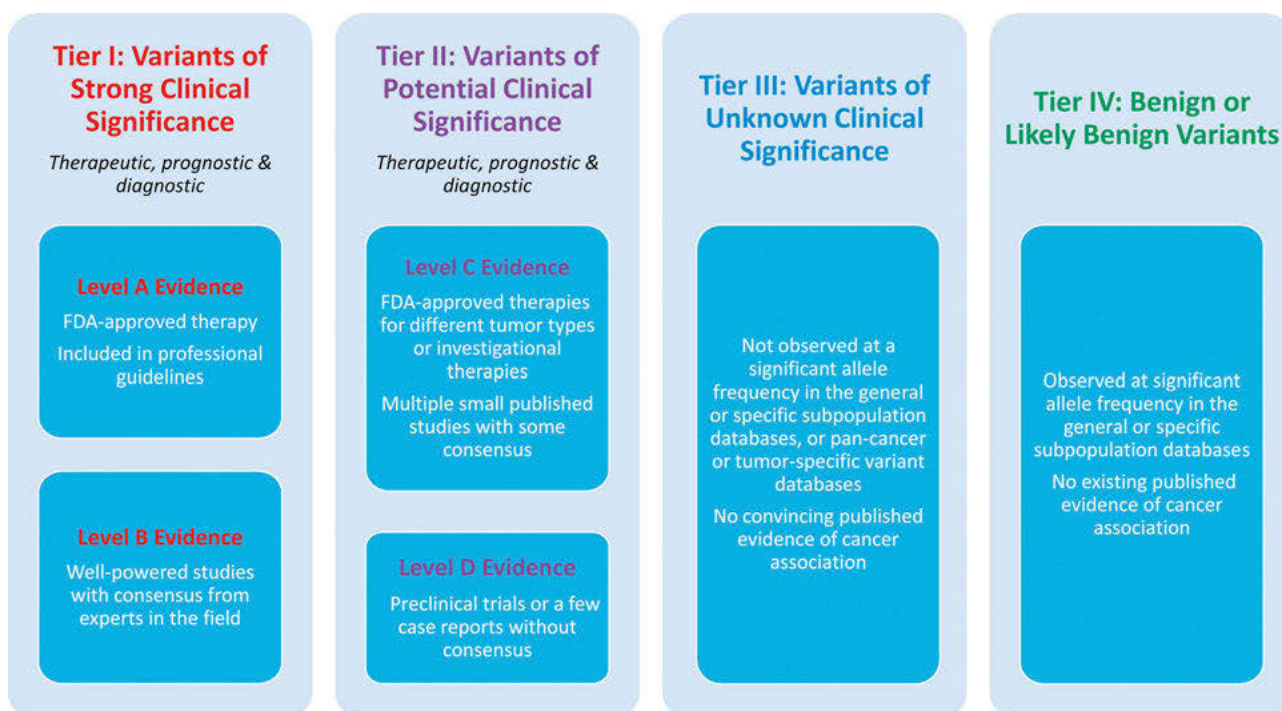 Tier I: Variants of
Strong Clinical
Significance
Therapeutic, prognostic &
diagnostic
Level A Evidence
FDA-approved therapy
Included in professional
guidelines
Level B Evidence
Well-powered studies
with consensus from
experts in the field
Tier II: Variants of
Potential Clinical
Significance
Therapeutic, prognostic &
diagnostic
Level C Evidence
FDA-approved therapies
for different tumor types
or investigational
therapies
Multiple small published
studies with some
consensus
Level D Evidence
Preclinical trials or a few
case reports without
consensus
Tier III: Variants of
Unknown Clinical
Significance
Not observed at a
significant allele
frequency in the general
or specific subpopulation
databases, or pan-cancer
or tumor-specific variant
databases
No convincing published
evidence of cancer
association
Tier IV: Benign or
Likely Benign Variants
Observed at significant
allele frequency in the
general or specific
subpopulation databases
No existing published
evidence of cancer
association